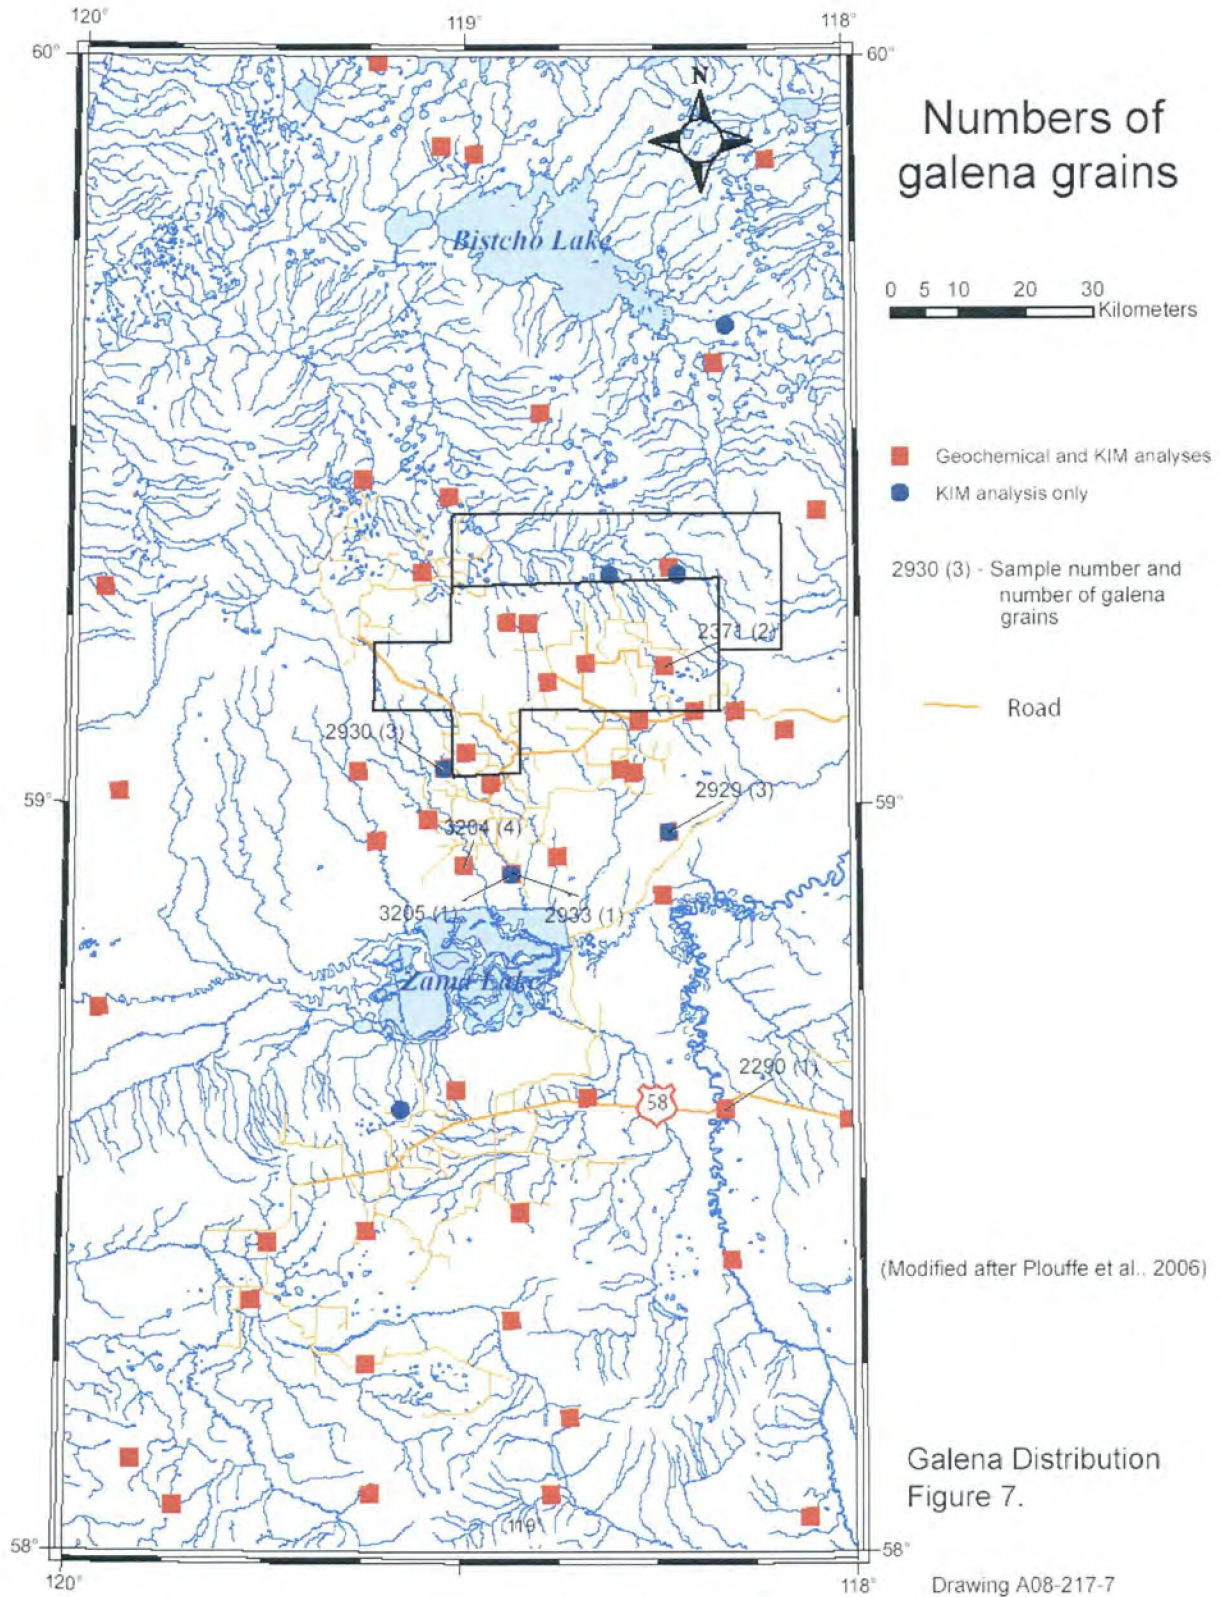 120°
119°
118°
60°
60°
N
Numbers of
galena grains
Bistcho Lake
0 5 10 20 30
Kilometers
Geochemical and KIM analyses
KIM analysis only
2930 (3) - Sample number and
number of galena
grains
2371 (2)
Road
2930 (3)
2929 (3)
59°
59°
3204 (4)
3205 (1)
2933 (1)
Zama Lake
2290 (1)
58
(Modified after Plouffe et al., 2006)
Galena Distribution
Figure 7.
119°
58°
58°
120°
118°
Drawing A08-217-7